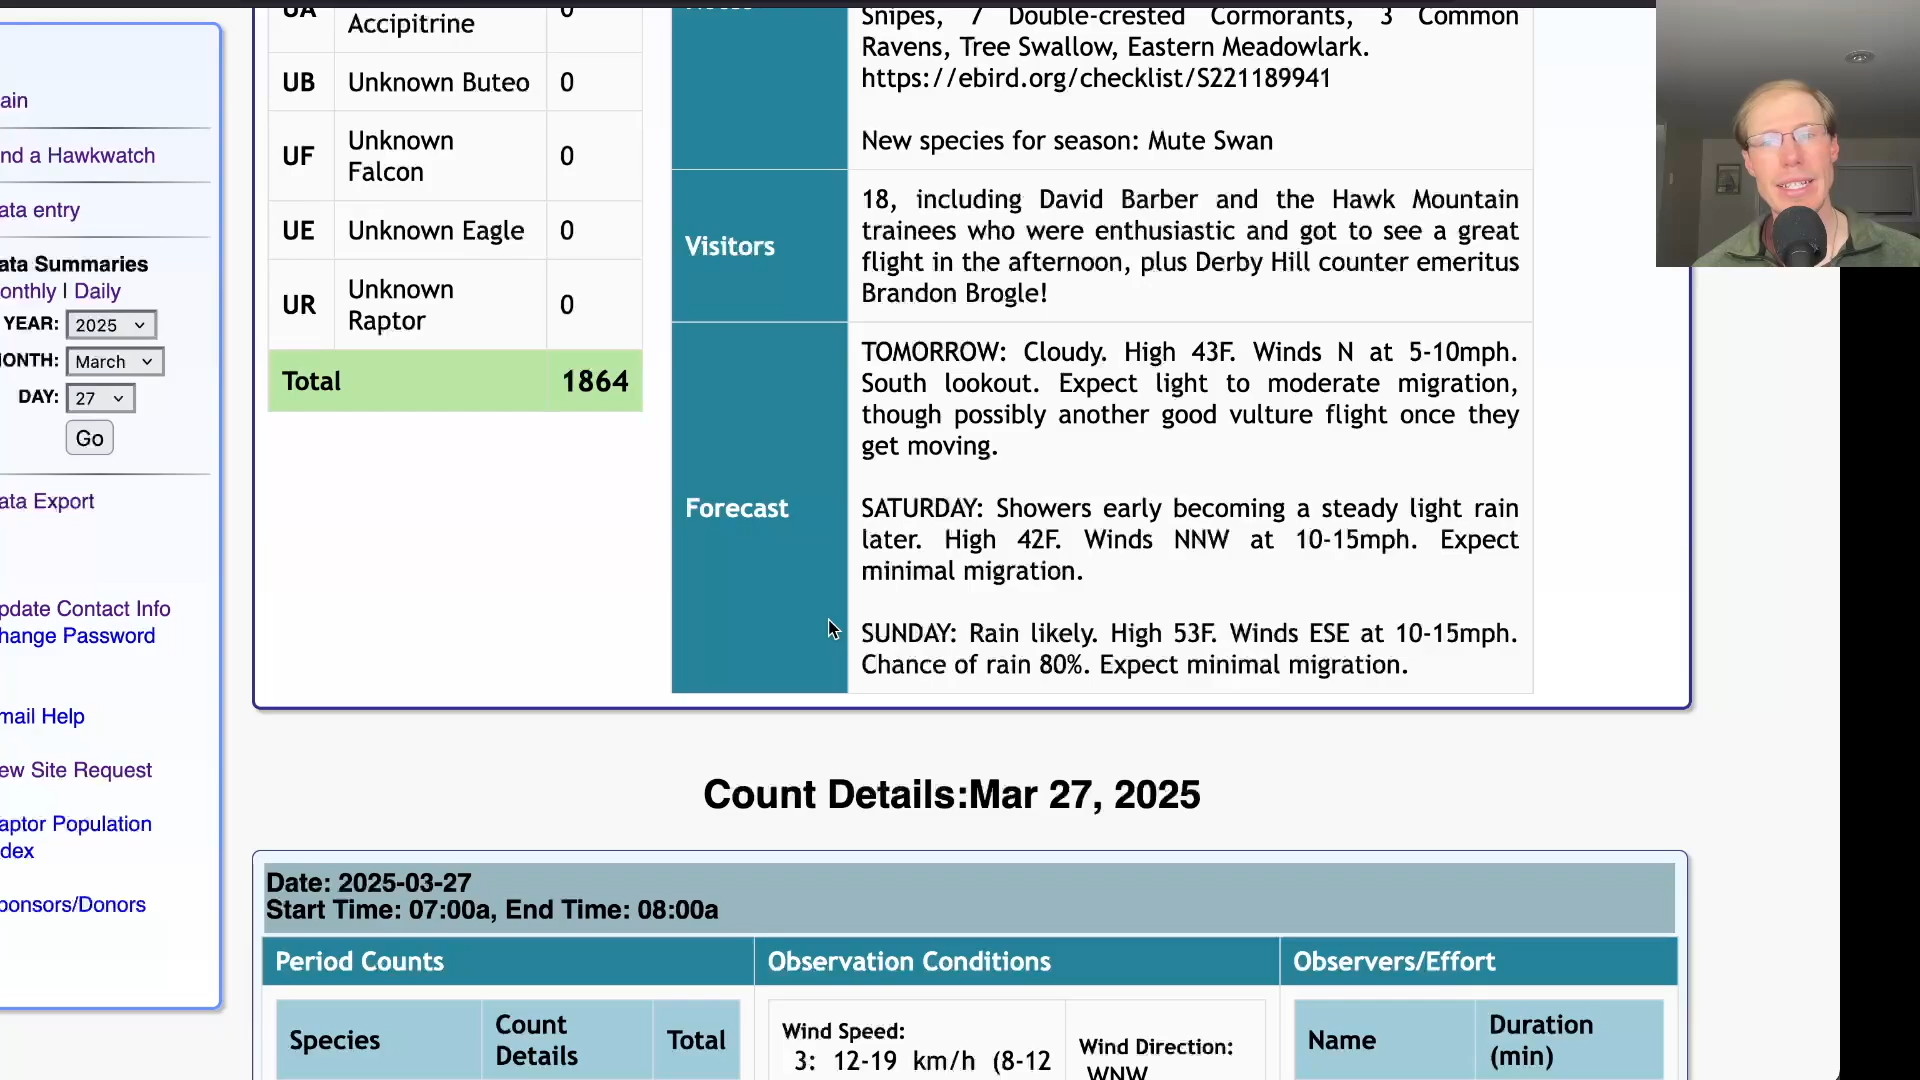 ain
nd a Hawkwatch
ata entry
ata Summaries
onthly | Daily
YEAR: 2025
ONTH: March
DAY: 27
Go
ata Export
pdate Contact Info
hange Password
mail Help
ew Site Request
aptor Population
dex
ponsors/Donors
UA Accipitrine 0
UB Unknown Buteo 0
UF Unknown Falcon 0
UE Unknown Eagle 0
UR Unknown Raptor 0
Total 1864
Snipes, 7 Double-crested Cormorants, 3 Common
Ravens, Tree Swallow, Eastern Meadowlark.
https://ebird.org/checklist/S221189941
New species for season: Mute Swan
Visitors
18, including David Barber and the Hawk Mountain
trainees who were enthusiastic and got to see a great
flight in the afternoon, plus Derby Hill counter emeritus
Brandon Brogle!
Forecast
TOMORROW: Cloudy. High 43F. Winds N at 5-10mph.
South lookout. Expect light to moderate migration,
though possibly another good vulture flight once they
get moving.
SATURDAY: Showers early becoming a steady light rain
later. High 42F. Winds NNW at 10-15mph. Expect
minimal migration.
SUNDAY: Rain likely. High 53F. Winds ESE at 10-15mph.
Chance of rain 80%. Expect minimal migration.
Count Details:Mar 27, 2025
Date: 2025-03-27
Start Time: 07:00a, End Time: 08:00a
Period Counts
Observation Conditions
Observers/Effort
Species
Count
Details
Total
Wind Speed:
3: 12-19 km/h (8-12
Wind Direction:
WNW
Name
Duration
(min)